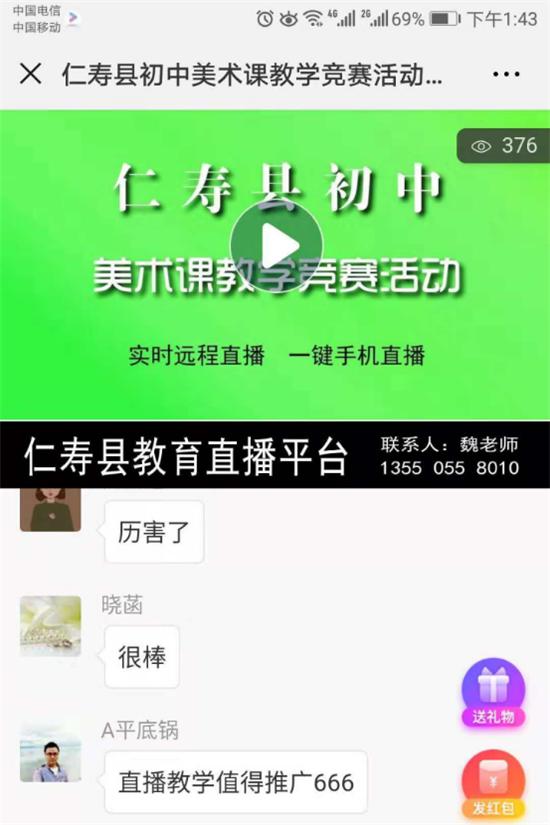 中国电信
中国移动
4G 2G 69% 下午1:43
仁寿县初中美术课教学竞赛活动...
376
仁寿县初中
美术课教学竞赛活动
实时远程直播 一键手机直播
仁寿县教育直播平台
联系人：魏老师
1355 055 8010
历害了
晓菡
很棒
送礼物
A平底锅
直播教学值得推广666
¥
发红包